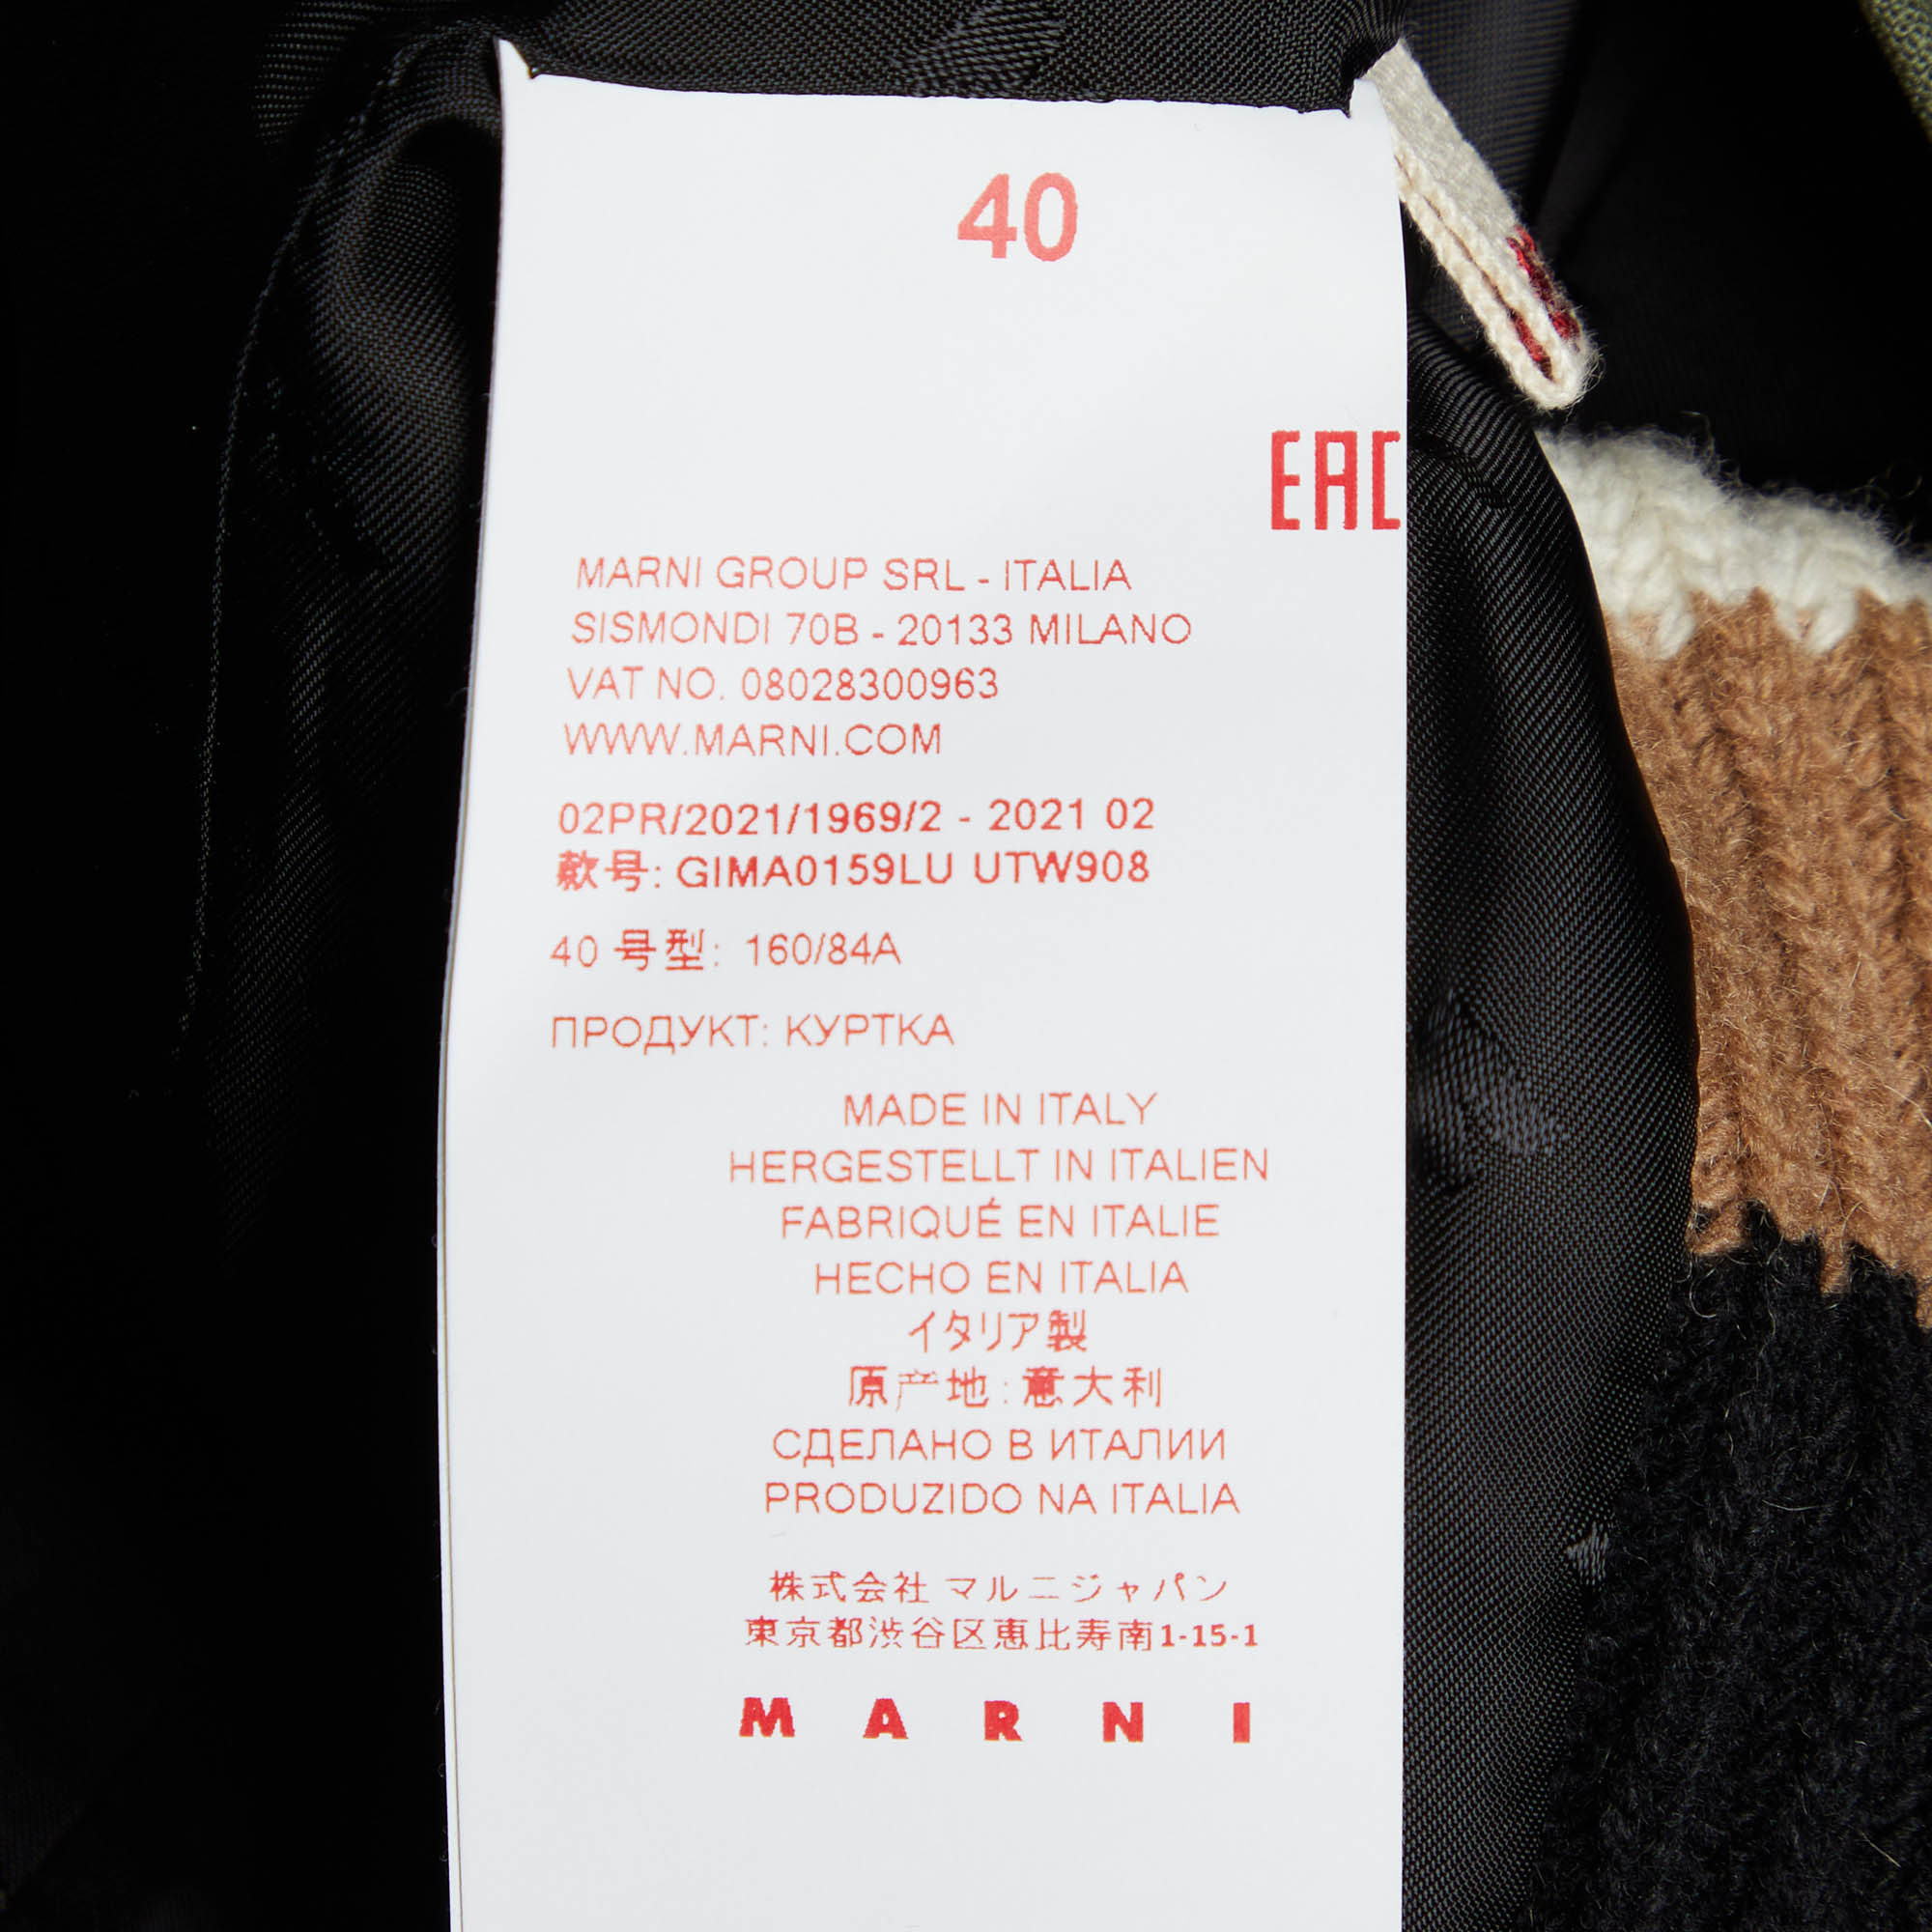 40
EAC
MARNI GROUP SRL - ITALIA
SISMONDI 70B - 20133 MILANO
VAT NO. 08028300963
WWW.MARNI.COM
02PR/2021/1969/2 - 2021 02
款号: GIMA0159LU UTW908
40 号型: 160/84A
ПРОДУКТ: КУРТКА
MADE IN ITALY
HERGESTELLT IN ITALIEN
FABRIQUÉ EN ITALIE
HECHO EN ITALIA
イタリア製
原产地: 意大利
СДЕЛАНО В ИТАЛИИ
PRODUZIDO NA ITALIA
株式会社 マルニジャパン
東京都渋谷区恵比寿南1-15-1
MARNI